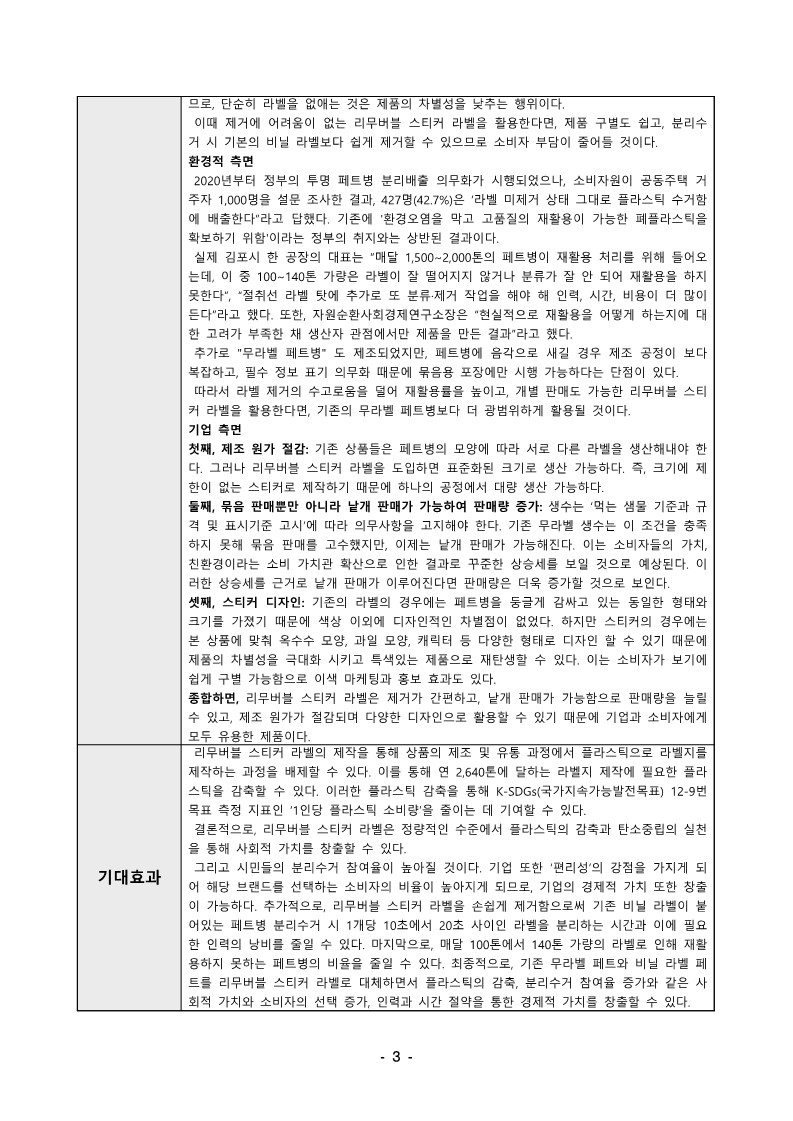 므로, 단순히 라벨을 없애는 것은 제품의 차별성을 낮추는 행위이다.
이때 제거에 어려움이 없는 리무버블 스티커 라벨을 활용한다면, 제품 구별도 쉽고, 분리수
거 시 기본의 비닐 라벨보다 쉽게 제거할 수 있으므로 소비자 부담이 줄어들 것이다.
환경적 측면
2020년부터 정부의 투명 페트병 분리배출 의무화가 시행되었으나, 소비자원이 공동주택 거
주자 1,000명을 설문 조사한 결과, 427명(42.7%)은 '라벨 미제거 상태 그대로 플라스틱 수거함
에 배출한다"라고 답했다. 기존에 '환경오염을 막고 고품질의 재활용이 가능한 폐플라스틱을
확보하기 위함'이라는 정부의 취지와는 상반된 결과이다.
실제 김포시 한 공장의 대표는 "매달 1,500~2,000톤의 페트병이 재활용 처리를 위해 들어오
는데, 이 중 100~140톤 가량은 라벨이 잘 떨어지지 않거나 분류가 잘 안 되어 재활용을 하지
못한다", "절취선 라벨 탓에 추가로 또 분류·제거 작업을 해야 해 인력, 시간, 비용이 더 많이
든다"라고 했다. 또한, 자원순환사회경제연구소장은 "현실적으로 재활용을 어떻게 하는지에 대
한 고려가 부족한 채 생산자 관점에서만 제품을 만든 결과"라고 했다.
추가로 "무라벨 페트병" 도 제조되었지만, 페트병에 음각으로 새길 경우 제조 공정이 보다
복잡하고, 필수 정보 표기 의무화 때문에 묶음용 포장에만 시행 가능하다는 단점이 있다.
따라서 라벨 제거의 수고로움을 덜어 재활용률을 높이고, 개별 판매도 가능한 리무버블 스티
커 라벨을 활용한다면, 기존의 무라벨 페트병보다 더 광범위하게 활용될 것이다.
기업 측면
첫째, 제조 원가 절감: 기존 상품들은 페트병의 모양에 따라 서로 다른 라벨을 생산해내야 한
다. 그러나 리무버블 스티커 라벨을 도입하면 표준화된 크기로 생산 가능하다. 즉, 크기에 제
한이 없는 스티커로 제작하기 때문에 하나의 공정에서 대량 생산 가능하다.
둘째, 묶음 판매뿐만 아니라 낱개 판매가 가능하여 판매량 증가: 생수는 '먹는 샘물 기준과 규
격 및 표시기준 고시'에 따라 의무사항을 고지해야 한다. 기존 무라벨 생수는 이 조건을 충족
하지 못해 묶음 판매를 고수했지만, 이제는 낱개 판매가 가능해진다. 이는 소비자들의 가치,
친환경이라는 소비 가치관 확산으로 인한 결과로 꾸준한 상승세를 보일 것으로 예상된다. 이
러한 상승세를 근거로 낱개 판매가 이루어진다면 판매량은 더욱 증가할 것으로 보인다.
셋째, 스티커 디자인: 기존의 라벨의 경우에는 페트병을 둥글게 감싸고 있는 동일한 형태와
크기를 가졌기 때문에 색상 이외에 디자인적인 차별점이 없었다. 하지만 스티커의 경우에는
본 상품에 맞춰 옥수수 모양, 과일 모양, 캐릭터 등 다양한 형태로 디자인 할 수 있기 때문에
제품의 차별성을 극대화 시키고 특색있는 제품으로 재탄생할 수 있다. 이는 소비자가 보기에
쉽게 구별 가능함으로 이색 마케팅과 홍보 효과도 있다.
종합하면, 리무버블 스티커 라벨은 제거가 간편하고, 낱개 판매가 가능함으로 판매량을 늘릴
수 있고, 제조 원가가 절감되며 다양한 디자인으로 활용할 수 있기 때문에 기업과 소비자에게
모두 유용한 제품이다.
기대효과
리무버블 스티커 라벨의 제작을 통해 상품의 제조 및 유통 과정에서 플라스틱으로 라벨지를
제작하는 과정을 배제할 수 있다. 이를 통해 연 2,640톤에 달하는 라벨지 제작에 필요한 플라
스틱을 감축할 수 있다. 이러한 플라스틱 감축을 통해 K-SDGs(국가지속가능발전목표) 12-9번
목표 측정 지표인 '1인당 플라스틱 소비량'을 줄이는 데 기여할 수 있다.
결론적으로, 리무버블 스티커 라벨은 정량적인 수준에서 플라스틱의 감축과 탄소중립의 실천
을 통해 사회적 가치를 창출할 수 있다.
그리고 시민들의 분리수거 참여율이 높아질 것이다. 기업 또한 '편리성'의 강점을 가지게 되
어 해당 브랜드를 선택하는 소비자의 비율이 높아지게 되므로, 기업의 경제적 가치 또한 창출
이 가능하다. 추가적으로, 리무버블 스티커 라벨을 손쉽게 제거함으로써 기존 비닐 라벨이 붙
어있는 페트병 분리수거 시 1개당 10초에서 20초 사이인 라벨을 분리하는 시간과 이에 필요
한 인력의 낭비를 줄일 수 있다. 마지막으로, 매달 100톤에서 140톤 가량의 라벨로 인해 재활
용하지 못하는 페트병의 비율을 줄일 수 있다. 최종적으로, 기존 무라벨 페트와 비닐 라벨 페
트를 리무버블 스티커 라벨로 대체하면서 플라스틱의 감축, 분리수거 참여율 증가와 같은 사
회적 가치와 소비자의 선택 증가, 인력과 시간 절약을 통한 경제적 가치를 창출할 수 있다.
- 3 -